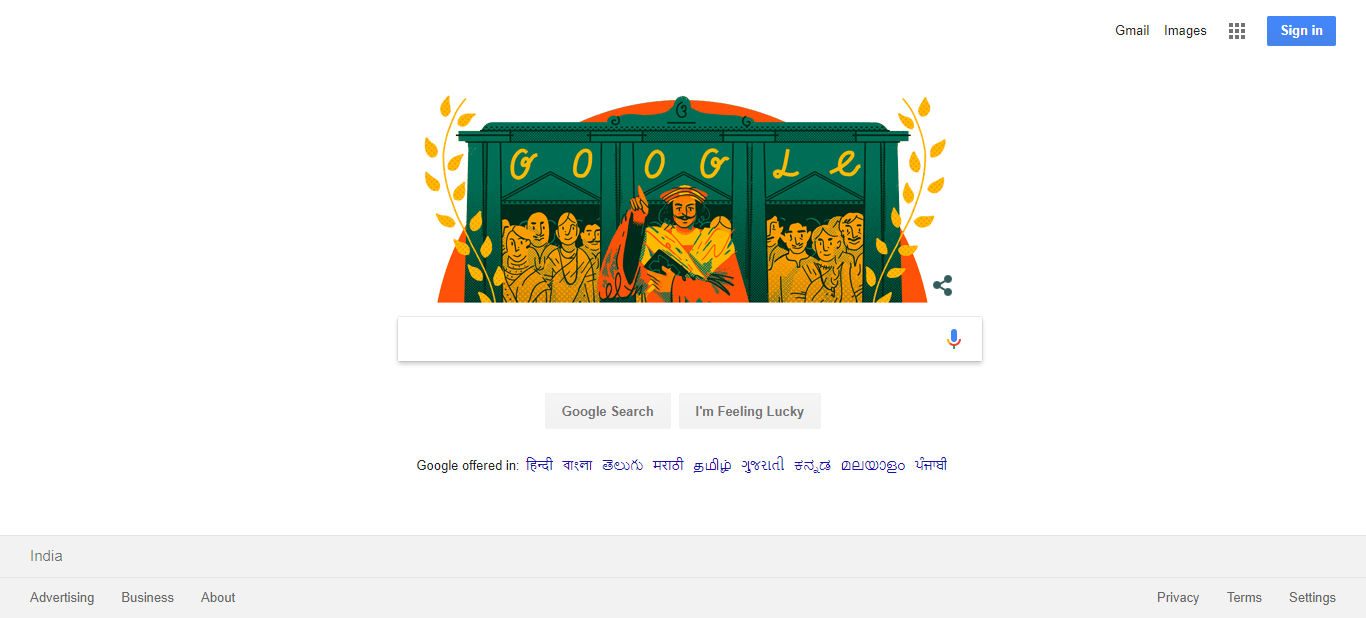 Gmail Images Sign in
GOOGLE
Google Search I'm Feeling Lucky
Google offered in: हिन्दी বাংলা తెలుగు मराठी தமிழ் ગુજરાતી ಕನ್ನಡ മലയാളം ਪੰਜਾਬੀ
India
Advertising Business About Privacy Terms Settings